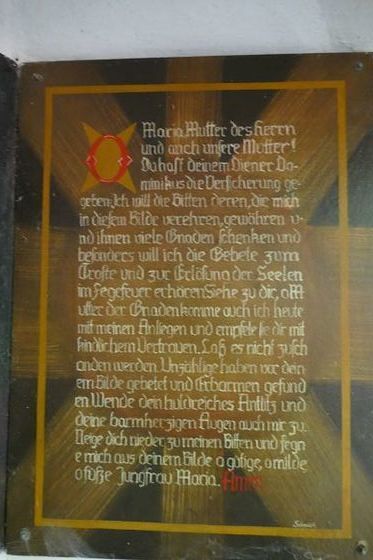 O Maria Mutter des Herrn
und auch unsere Mutter!
Du hast deinem Diener Do-
minikus die Versicherung ge-
geben: Ich will die Bitten deren, die mich
in diesem Bilde verehren, gewähren u-
nd ihnen viele Gnaden schenken und
besonders will ich die Gebete zum
Troste und zur Erlösung der Seelen
im Fegefeuer erhören. Siehe zu dir, o M
utter der Gnaden komme auch ich heute
mit meinen Anliegen und empfele sie dir mit
kindlichem Vertrauen. Laß es nicht zusch
anden werden. Unzählige haben vor dein
em Bilde gebetet und Erbarmen gefund
en. Wende dein huldreiches Antlitz und
deine barmherzigen Augen auch mir zu.
Neige dich nieder zu meinen Bitten und segn
e mich aus deinem Bilde o gütige, o milde
o süße Jungfrau Maria. Amen